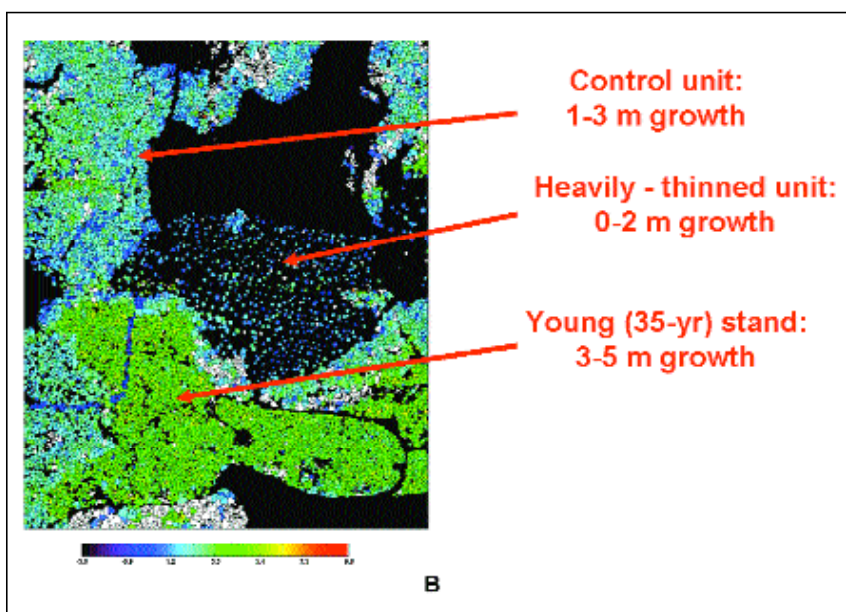 Control unit:
1-3 m growth
Heavily - thinned unit:
0-2 m growth
Young (35-yr) stand:
3-5 m growth
B